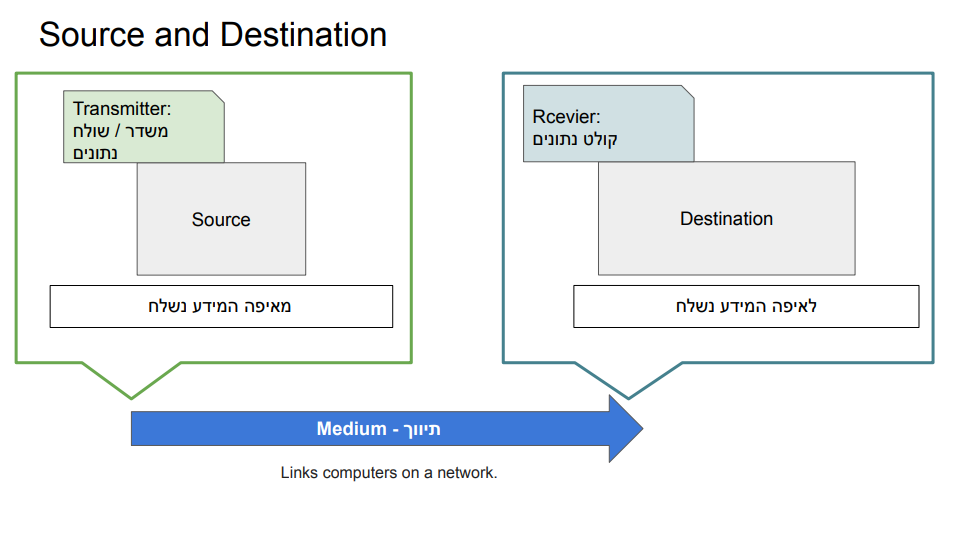 Source and Destination
Transmitter:
משדר / שולח
נתונים
Source
מאיפה המידע נשלח
Rcevier:
קולט נתונים
Destination
לאיפה המידע נשלח
Medium - תיווך
Links computers on a network.